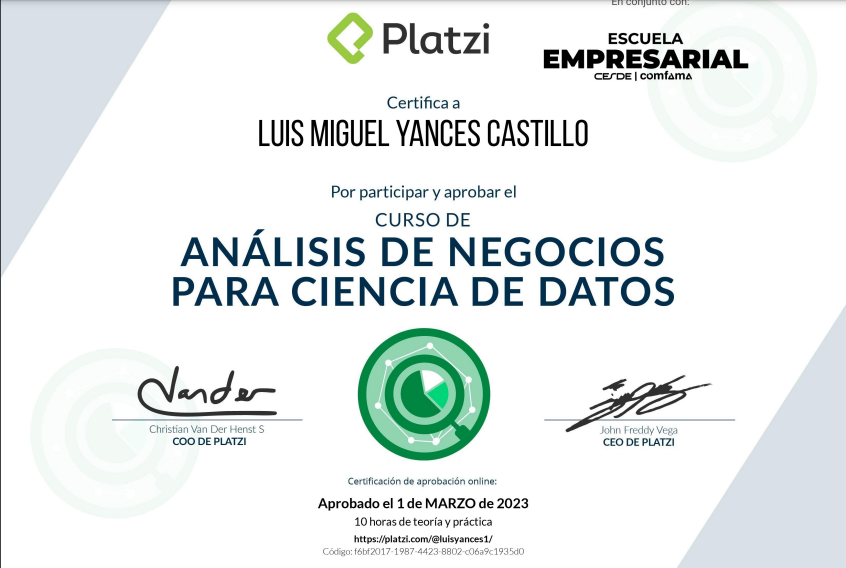 En conjunto con:
Platzi
ESCUELA
EMPRESARIAL
CESDE | comfama
Certifica a
LUIS MIGUEL YANCES CASTILLO
Por participar y aprobar el
CURSO DE
ANÁLISIS DE NEGOCIOS
PARA CIENCIA DE DATOS
Vander
Christian Van Der Henst S
COO DE PLATZI
John Freddy Vega
CEO DE PLATZI
Certificación de aprobación online:
Aprobado el 1 de MARZO de 2023
10 horas de teoría y práctica
https://platzi.com/@luisyances1/
Código: f6bf2017-1987-4423-8802-c06a9c1935d0